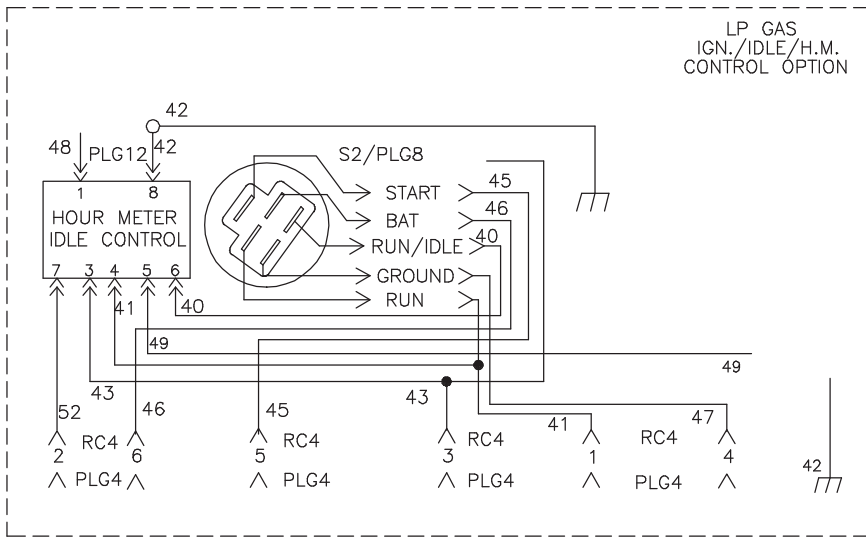 LP GAS
IGN./IDLE/H.M.
CONTROL OPTION
42
48 PLG12 42
S2/PLG8
1 8
START 45
HOUR METER
BAT 46
IDLE CONTROL
RUN/IDLE 40
7 3 4 5 6
GROUND
41 40
RUN
49
49
43
43
52 46 45
41 47
RC4 RC4 RC4 RC4
2 6 5 3 1 4
42
PLG4 PLG4 PLG4 PLG4